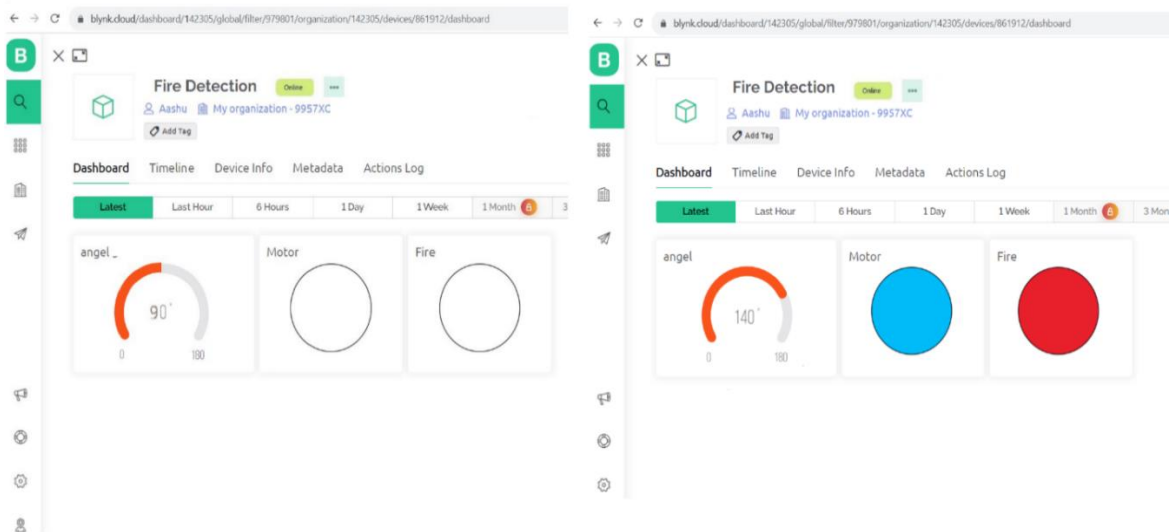 blynk.cloud/dashboard/142305/global/filter/979801/organization/142305/devices/861912/dashboard
B
Fire Detection Online
Aashu My organization - 9957XC
Add Tag
Dashboard Timeline Device Info Metadata Actions Log
Latest Last Hour 6 Hours 1 Day 1 Week 1 Month 3
angel _ Motor Fire
90°
0 180
blynk.cloud/dashboard/142305/global/filter/979801/organization/142305/devices/861912/dashboard
B
Fire Detection Online
Aashu My organization - 9957XC
Add Tag
Dashboard Timeline Device Info Metadata Actions Log
Latest Last Hour 6 Hours 1 Day 1 Week 1 Month 3 Mon
angel Motor Fire
140°
0 180